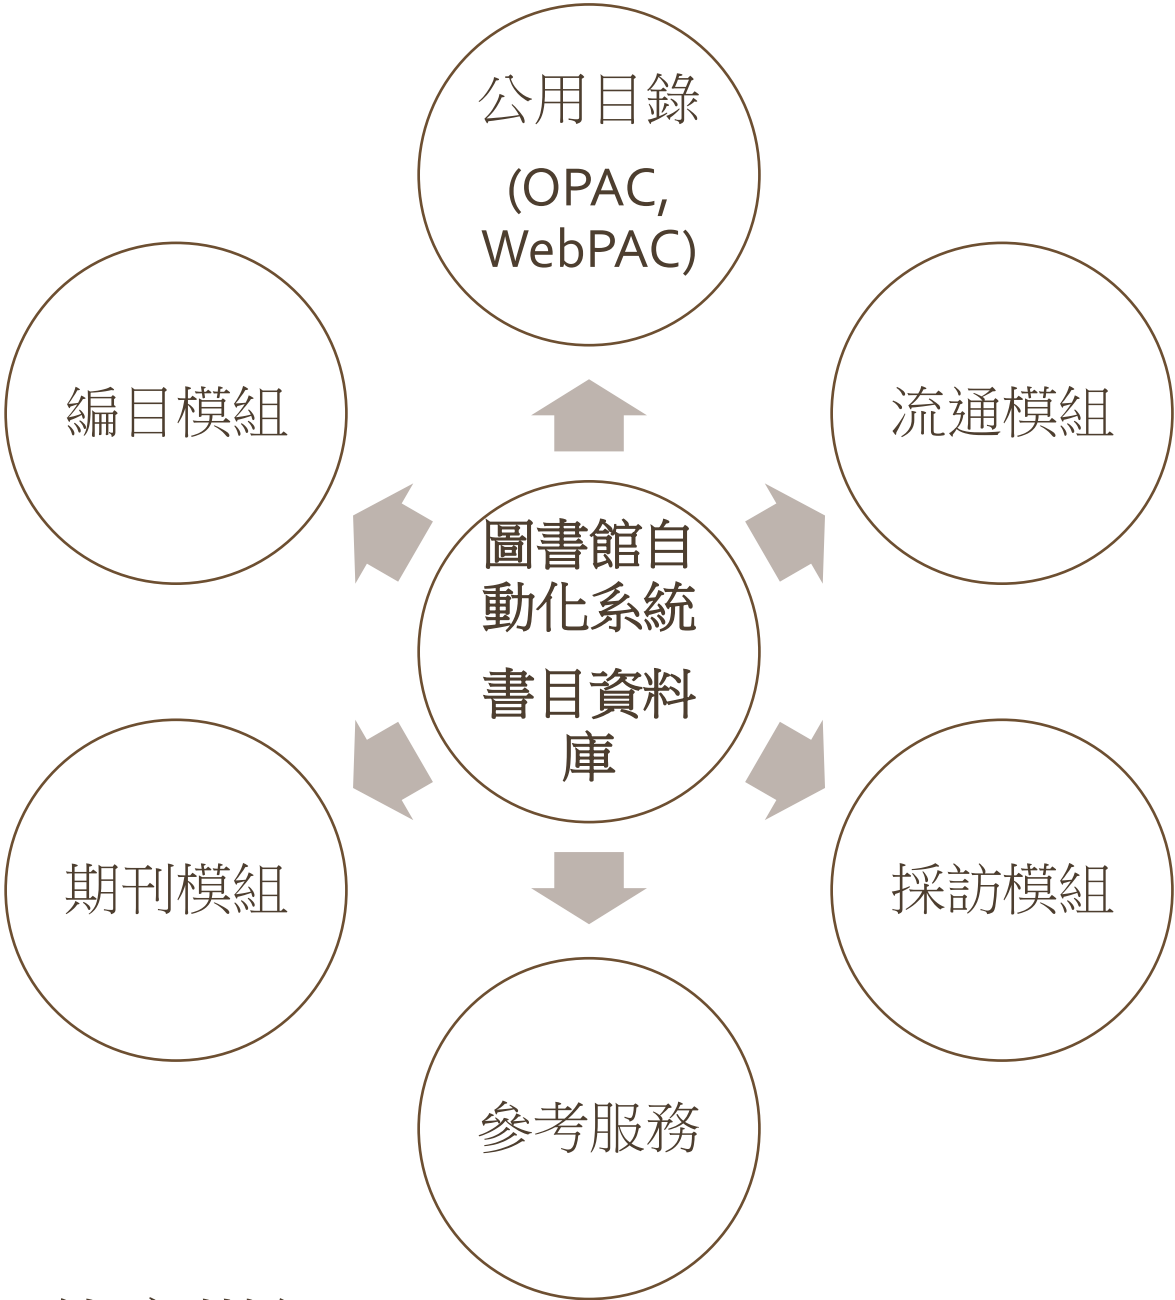 公用目錄
(OPAC,
WebPAC)
編目模組
流通模組
圖書館自
動化系統
書目資料
庫
期刊模組
採訪模組
參考服務